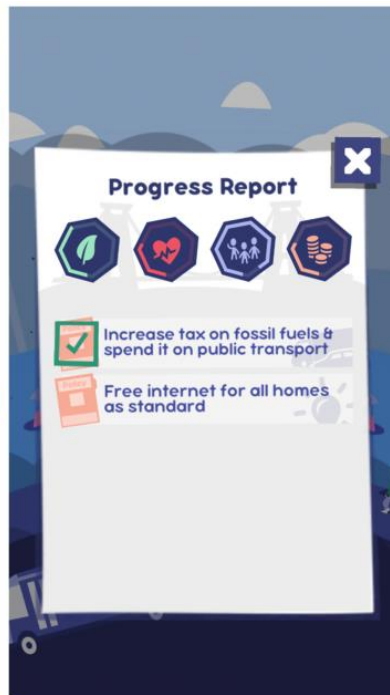 Progress Report
Increase tax on fossil fuels &
spend it on public transport
Free internet for all homes
as standard